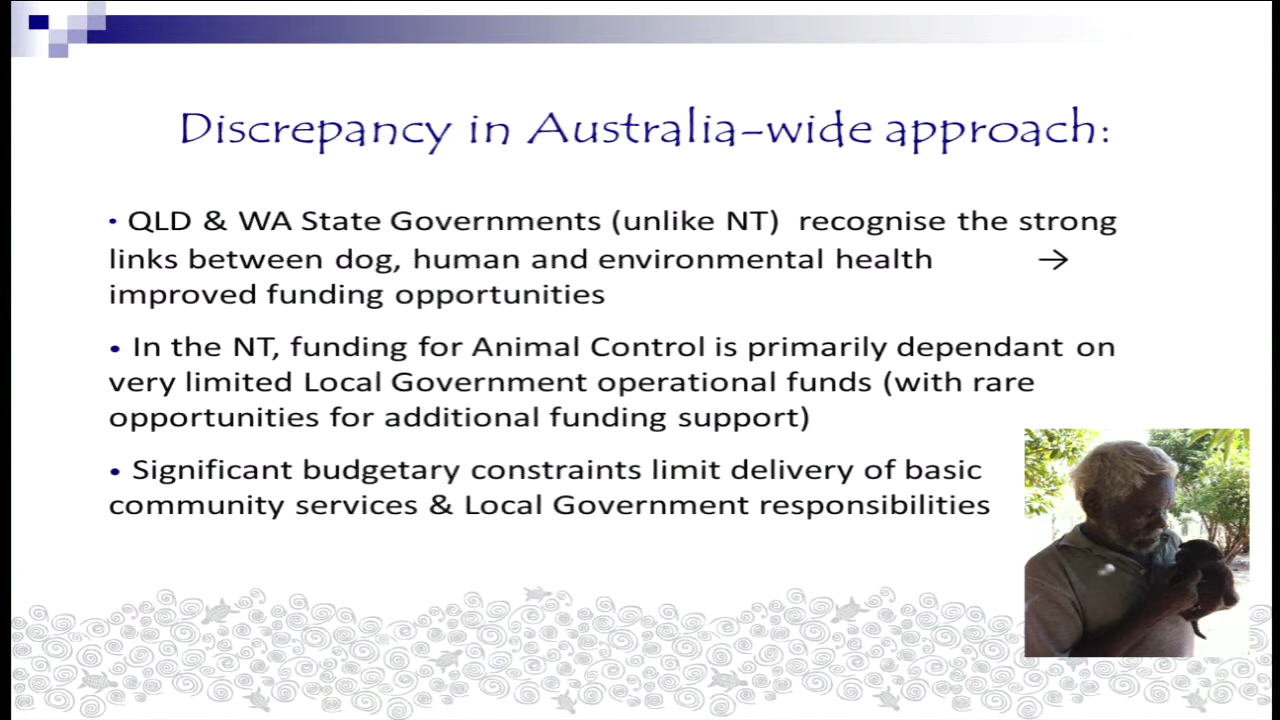 Discrepancy in Australia-wide approach:
• QLD & WA State Governments (unlike NT) recognise the strong
links between dog, human and environmental health →
improved funding opportunities
• In the NT, funding for Animal Control is primarily dependant on
very limited Local Government operational funds (with rare
opportunities for additional funding support)
• Significant budgetary constraints limit delivery of basic
community services & Local Government responsibilities